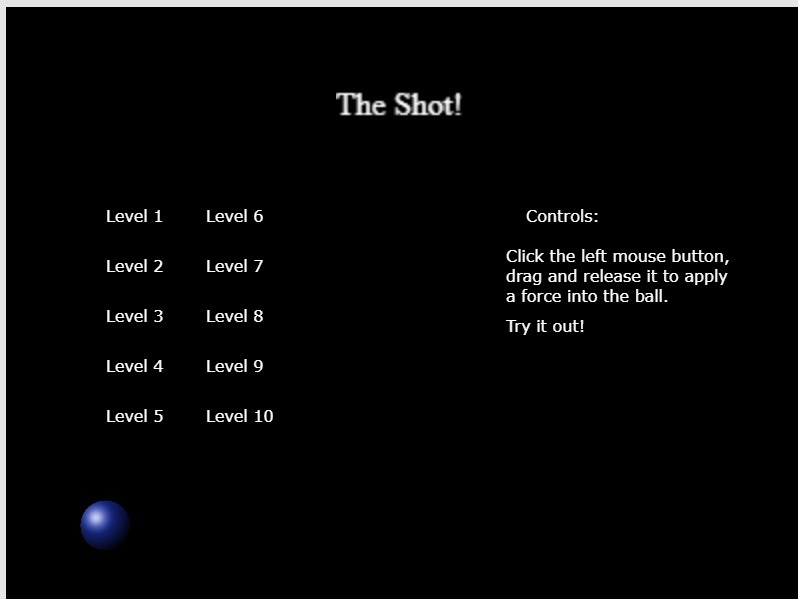 The Shot!
Level 1
Level 6
Level 2
Level 7
Level 3
Level 8
Level 4
Level 9
Level 5
Level 10
Controls:
Click the left mouse button,
drag and release it to apply
a force into the ball.
Try it out!